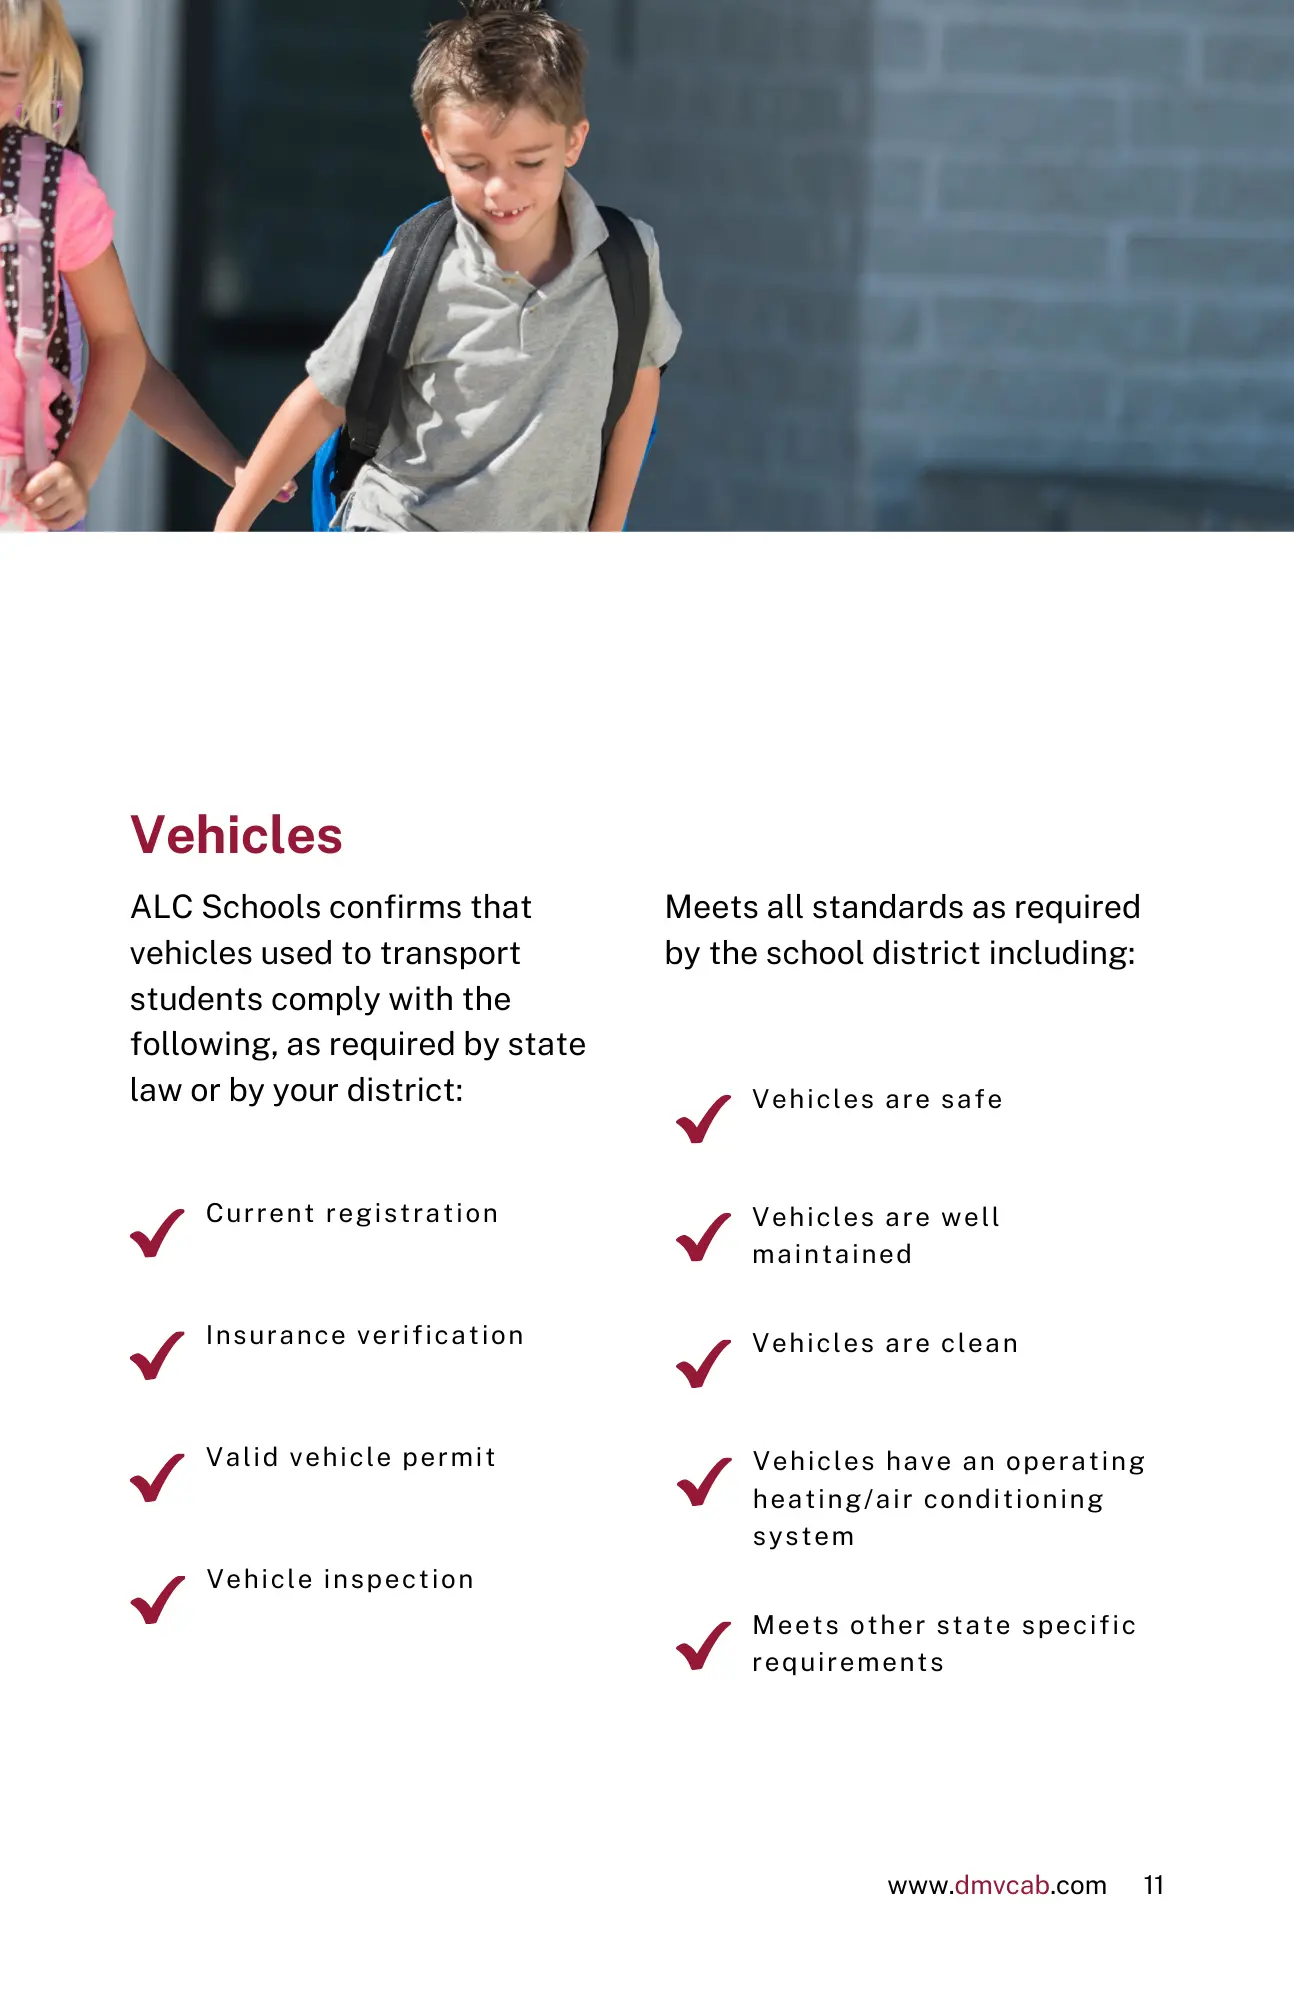 Vehicles
ALC Schools confirms that
vehicles used to transport
students comply with the
following, as required by state
law or by your district:
Current registration
Insurance verification
Valid vehicle permit
Vehicle inspection
Meets all standards as required
by the school district including:
Vehicles are safe
Vehicles are well
maintained
Vehicles are clean
Vehicles have an operating
heating/air conditioning
system
Meets other state specific
requirements
www.dmvcab.com 11